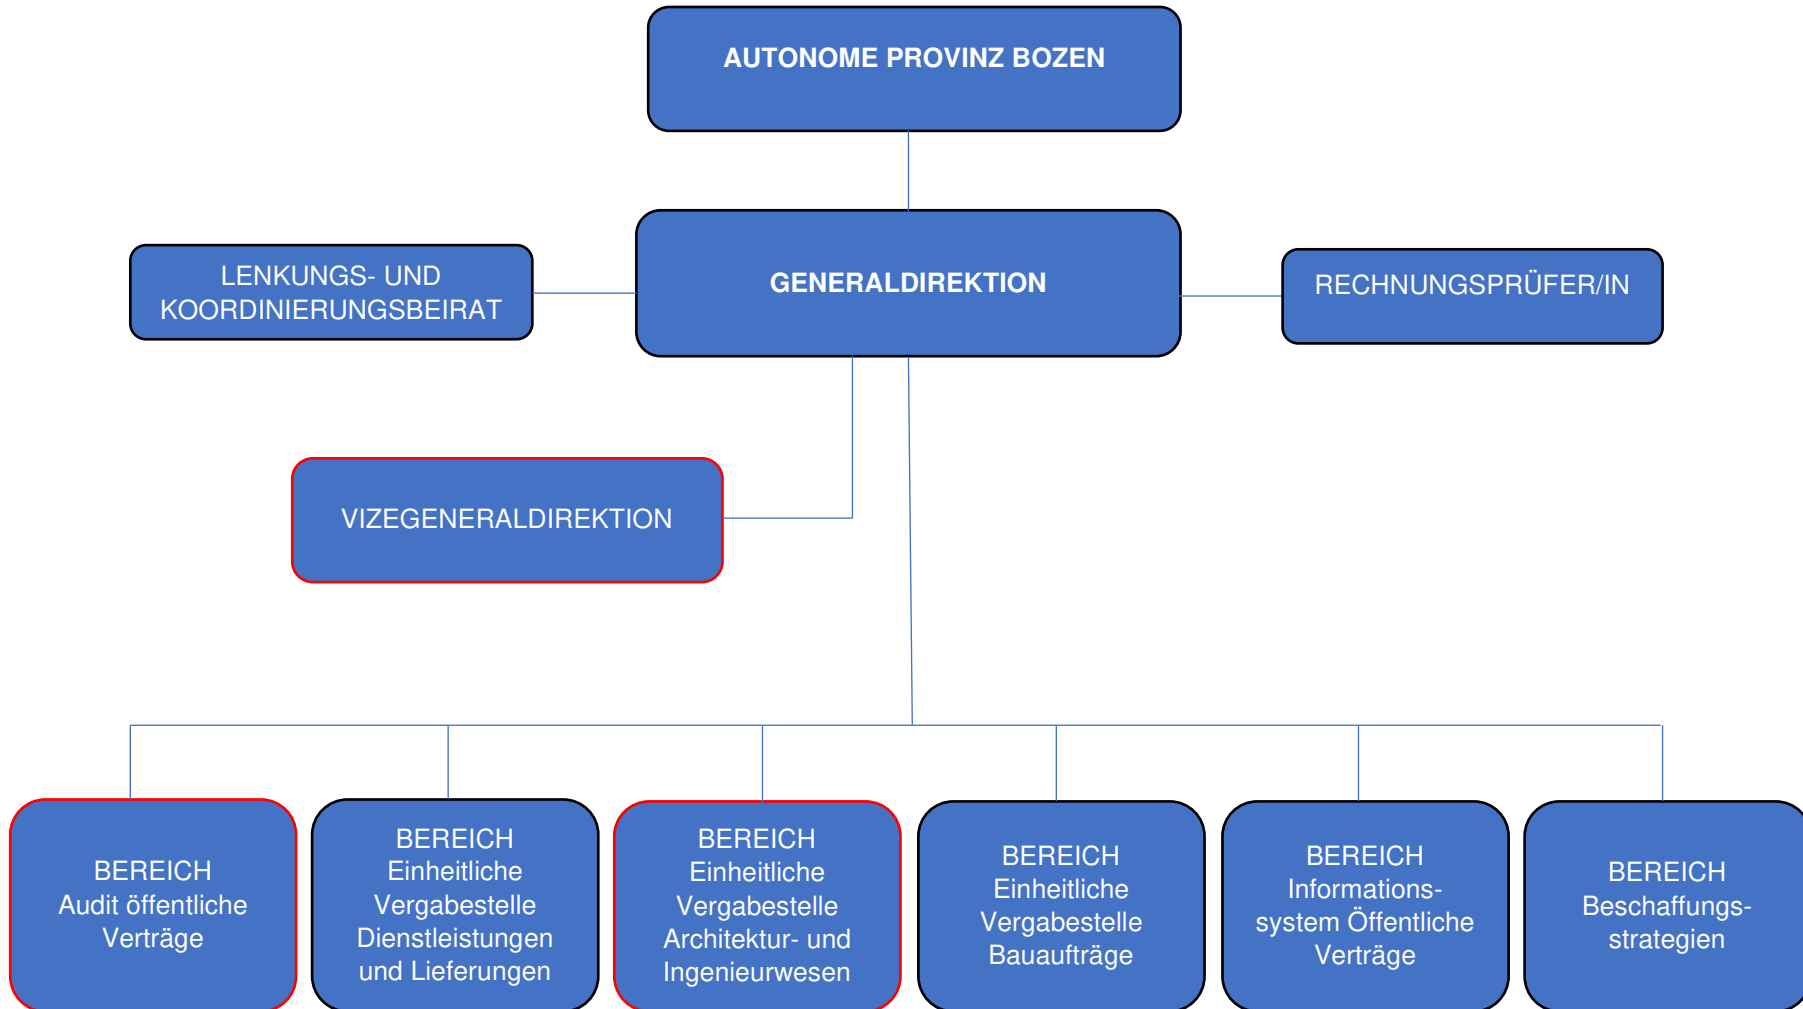 AUTONOME PROVINZ BOZEN
LENKUNGS- UND
KOORDINIERUNGSBEIRAT
GENERALDIREKTION
RECHNUNGSPRÜFER/IN
VIZEGENERALDIREKTION
BEREICH
Audit öffentliche
Verträge
BEREICH
Einheitliche
Vergabestelle
Dienstleistungen
und Lieferungen
BEREICH
Einheitliche
Vergabestelle
Architektur- und
Ingenieurwesen
BEREICH
Einheitliche
Vergabestelle
Bauaufträge
BEREICH
Informations-
system Öffentliche
Verträge
BEREICH
Beschaffungs-
strategien